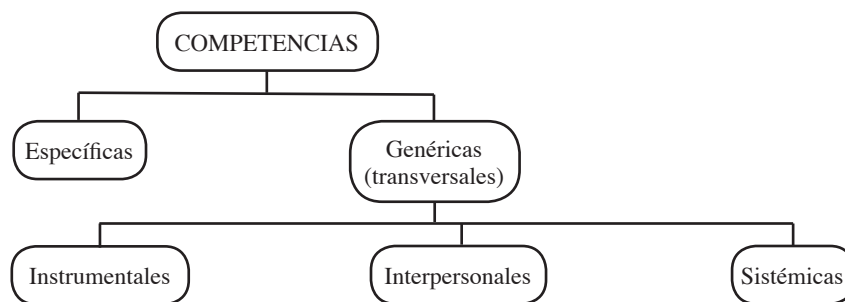 COMPETENCIAS
Específicas
Genéricas
(transversales)
Instrumentales
Interpersonales
Sistémicas